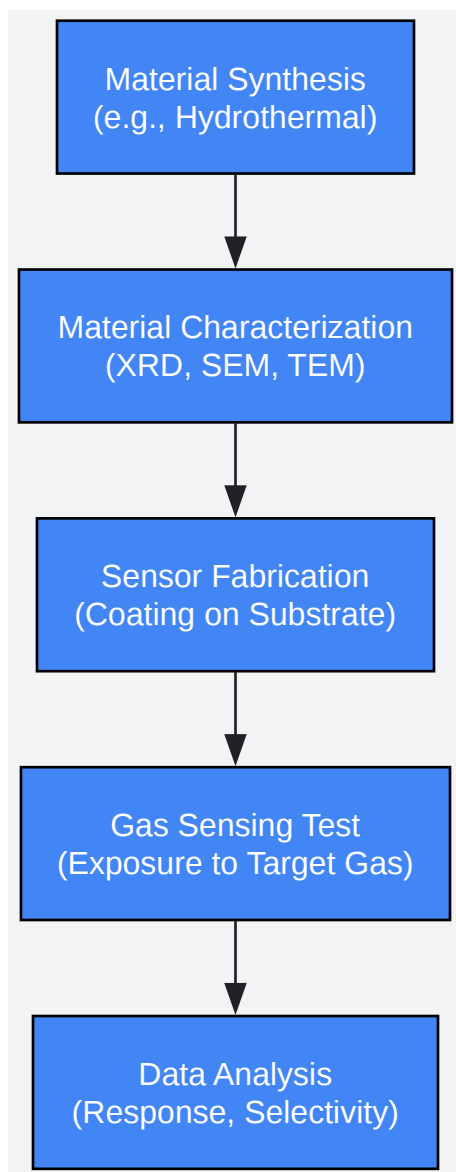 Material Synthesis
(e.g., Hydrothermal)
Material Characterization
(XRD, SEM, TEM)
Sensor Fabrication
(Coating on Substrate)
Gas Sensing Test
(Exposure to Target Gas)
Data Analysis
(Response, Selectivity)